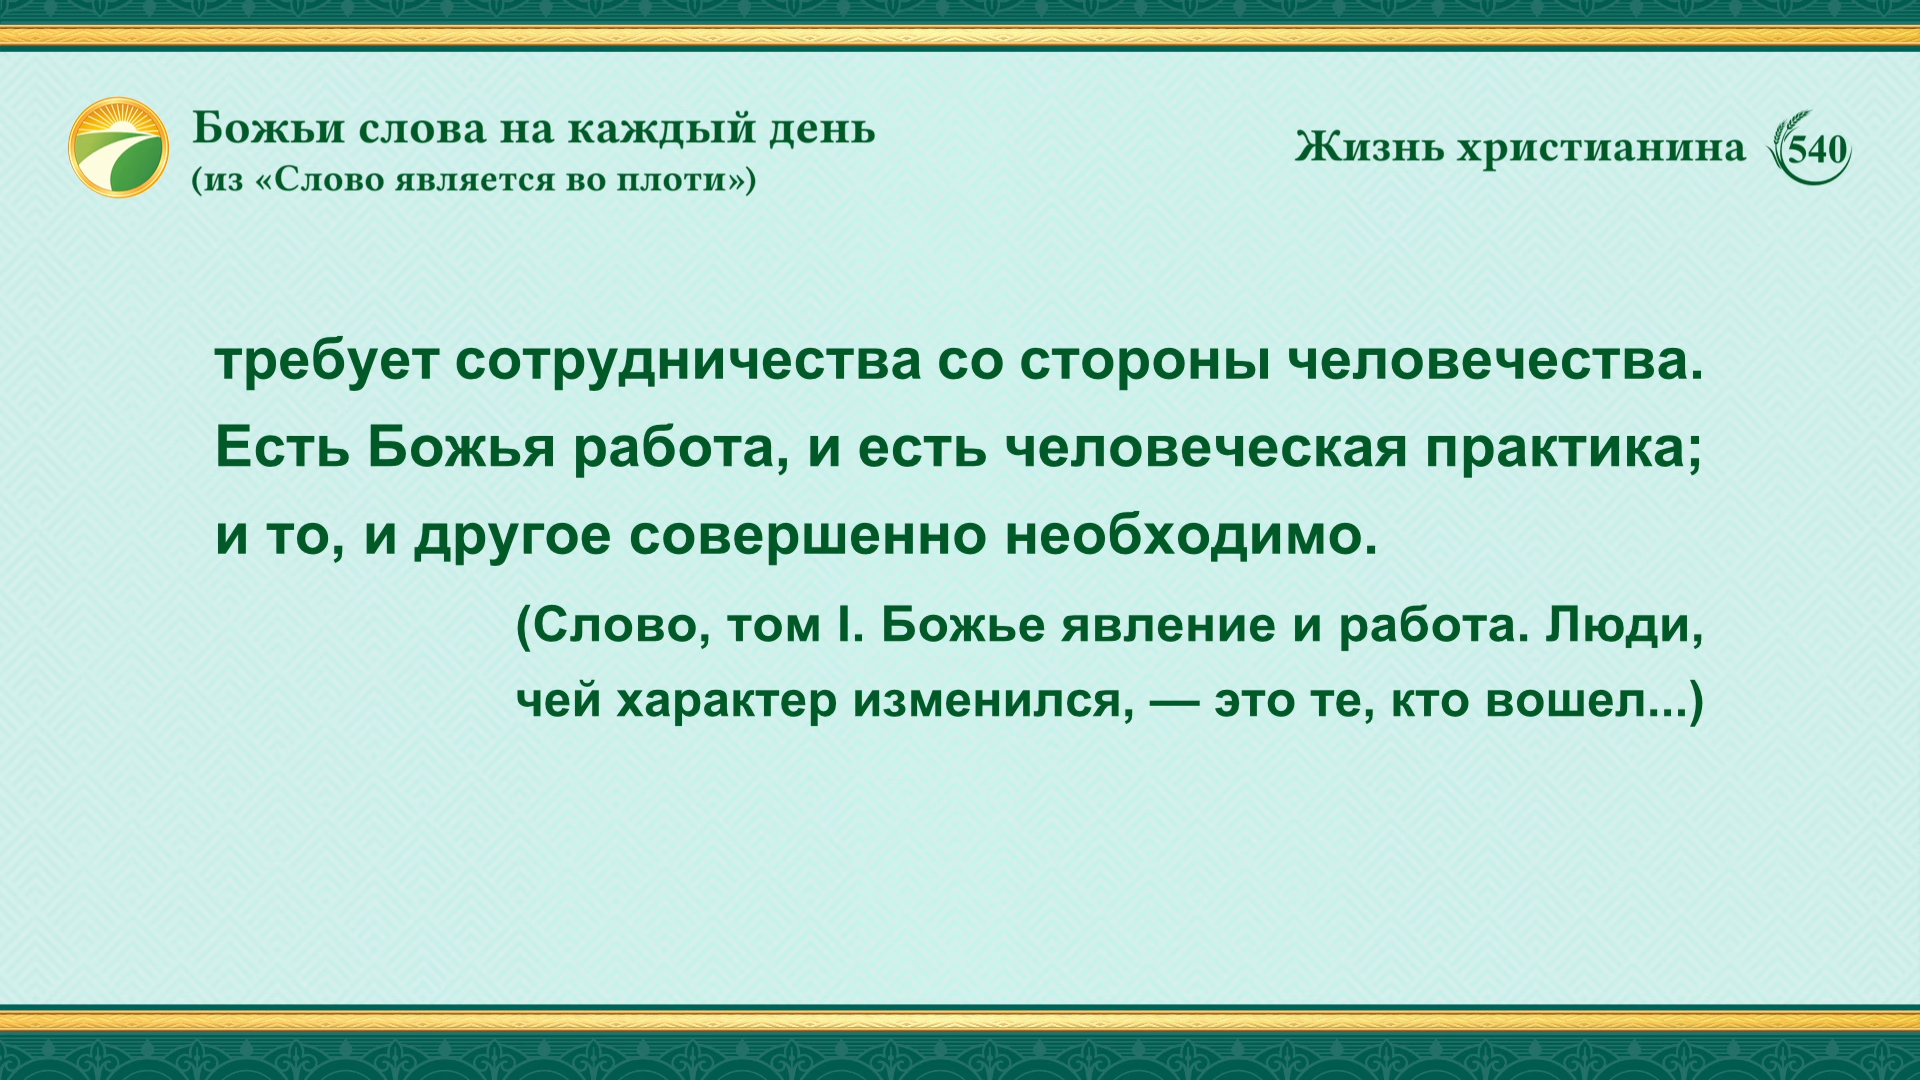 Божьи слова на каждый день
(из «Слово является во плоти»)
Жизнь христианина 540
требует сотрудничества со стороны человечества.
Есть Божья работа, и есть человеческая практика;
и то, и другое совершенно необходимо.
(Слово, том I. Божье явление и работа. Люди,
чей характер изменился, — это те, кто вошел...)